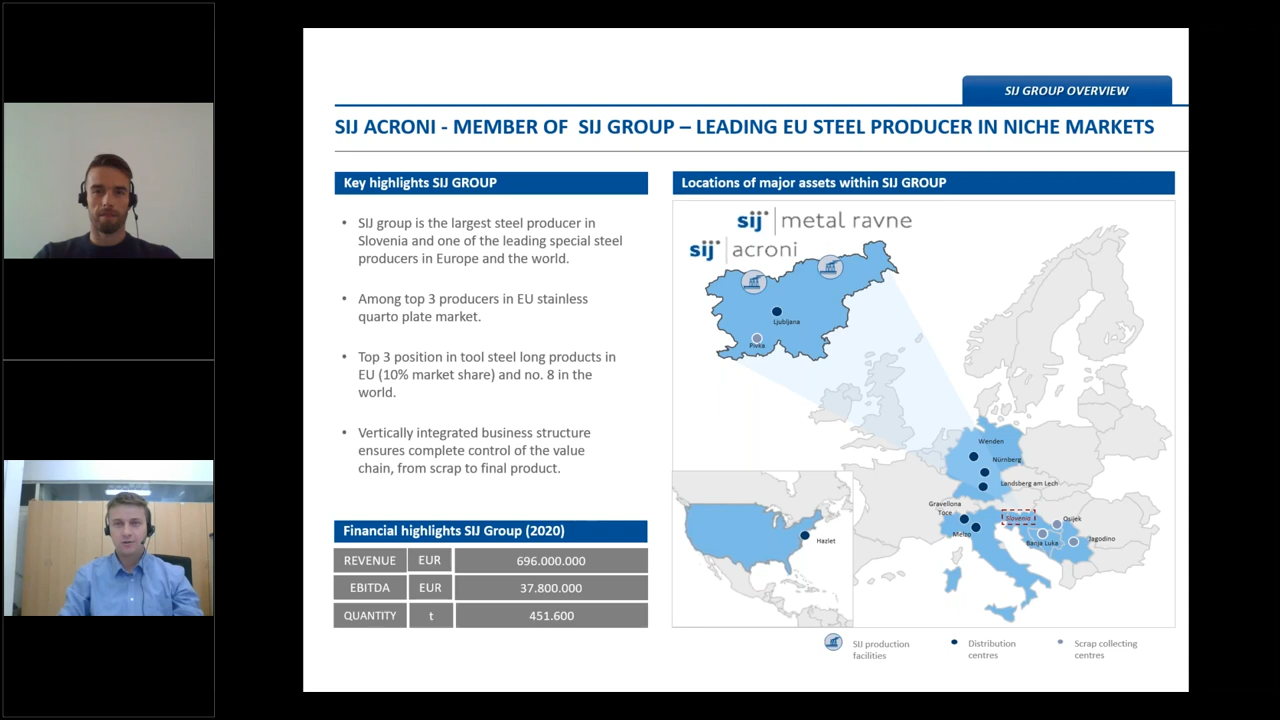 SIJ GROUP OVERVIEW
SIJ ACRONI - MEMBER OF SIJ GROUP – LEADING EU STEEL PRODUCER IN NICHE MARKETS
Key highlights SIJ GROUP
• SIJ group is the largest steel producer in
Slovenia and one of the leading special steel
producers in Europe and the world.
• Among top 3 producers in EU stainless
quarto plate market.
• Top 3 position in tool steel long products in
EU (10% market share) and no. 8 in the
world.
• Vertically integrated business structure
ensures complete control of the value
chain, from scrap to final product.
Financial highlights SIJ Group (2020)
REVENUE EUR 696.000.000
EBITDA EUR 37.800.000
QUANTITY t 451.600
Locations of major assets within SIJ GROUP
sij | metal ravne
sij | acroni
Ljubljana
Pivka
Wenden
Nürnberg
Landsberg am Lech
Gravellona
Toce
Melzo
Slovenia
Osijek
Banja Luka
Jagodino
Hazlet
SIJ production
facilities
Distribution
centres
Scrap collecting
centres